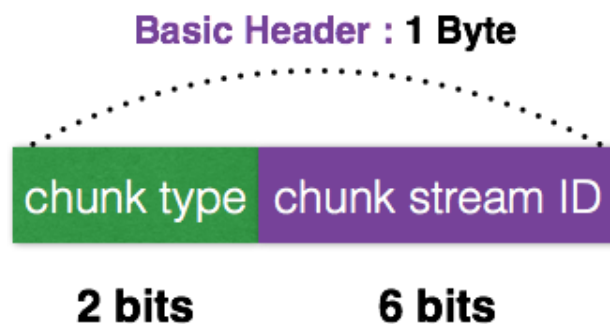 Basic Header : 1 Byte
chunk type chunk stream ID
2 bits 6 bits